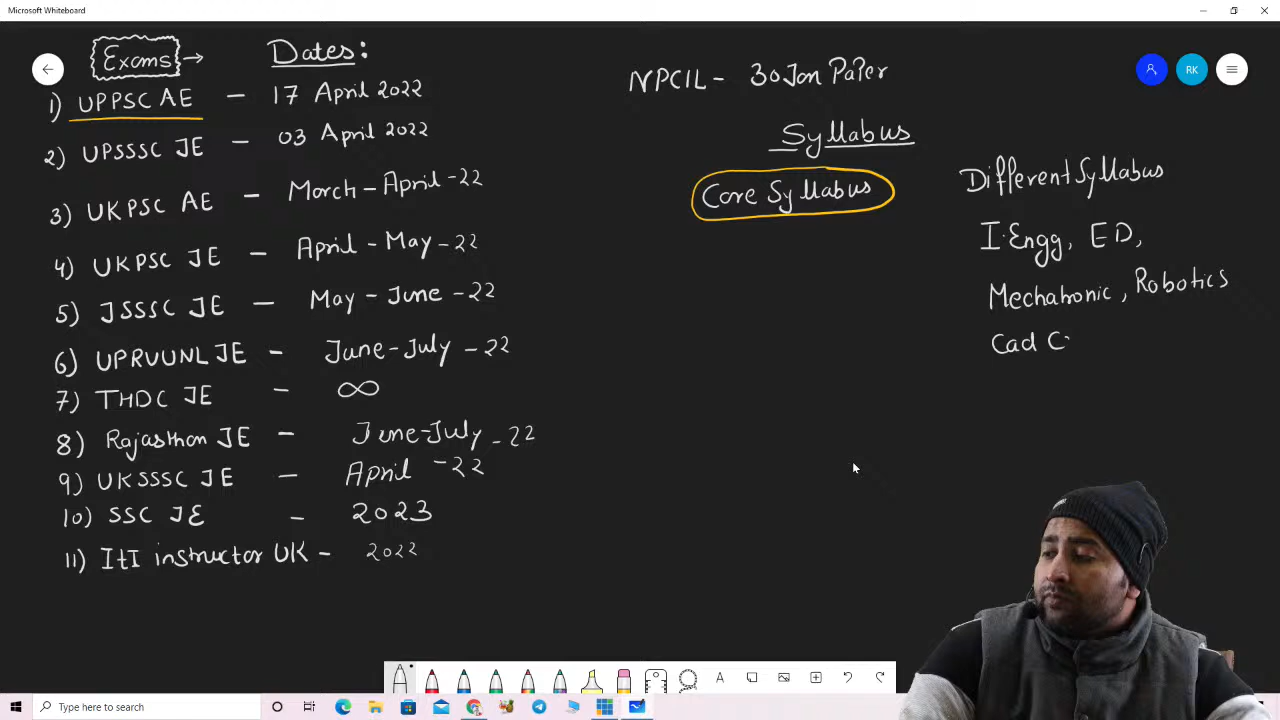 Microsoft Whiteboard
Exams → Dates:
1) UPPSC AE - 17 April 2022
2) UPSSSC JE - 03 April 2022
3) UKPSC AE - March-April-22
4) UKPSC JE - April-May-22
5) JSSSC JE - May-June-22
6) UPRVUNL JE - June-July-22
7) THDC JE - ∞
8) Rajasthan JE - June-July-22
9) UKSSSC JE - April-22
10) SSC JE - 2023
11) ItI instructor UK - 2022
NPCIL- 30 Jan PaPer
RK
Syllabus
Core Syllabus
Different Syllabus
I.Engg, ED,
Mechatronic, Robotics
Cad C
A
Type here to search